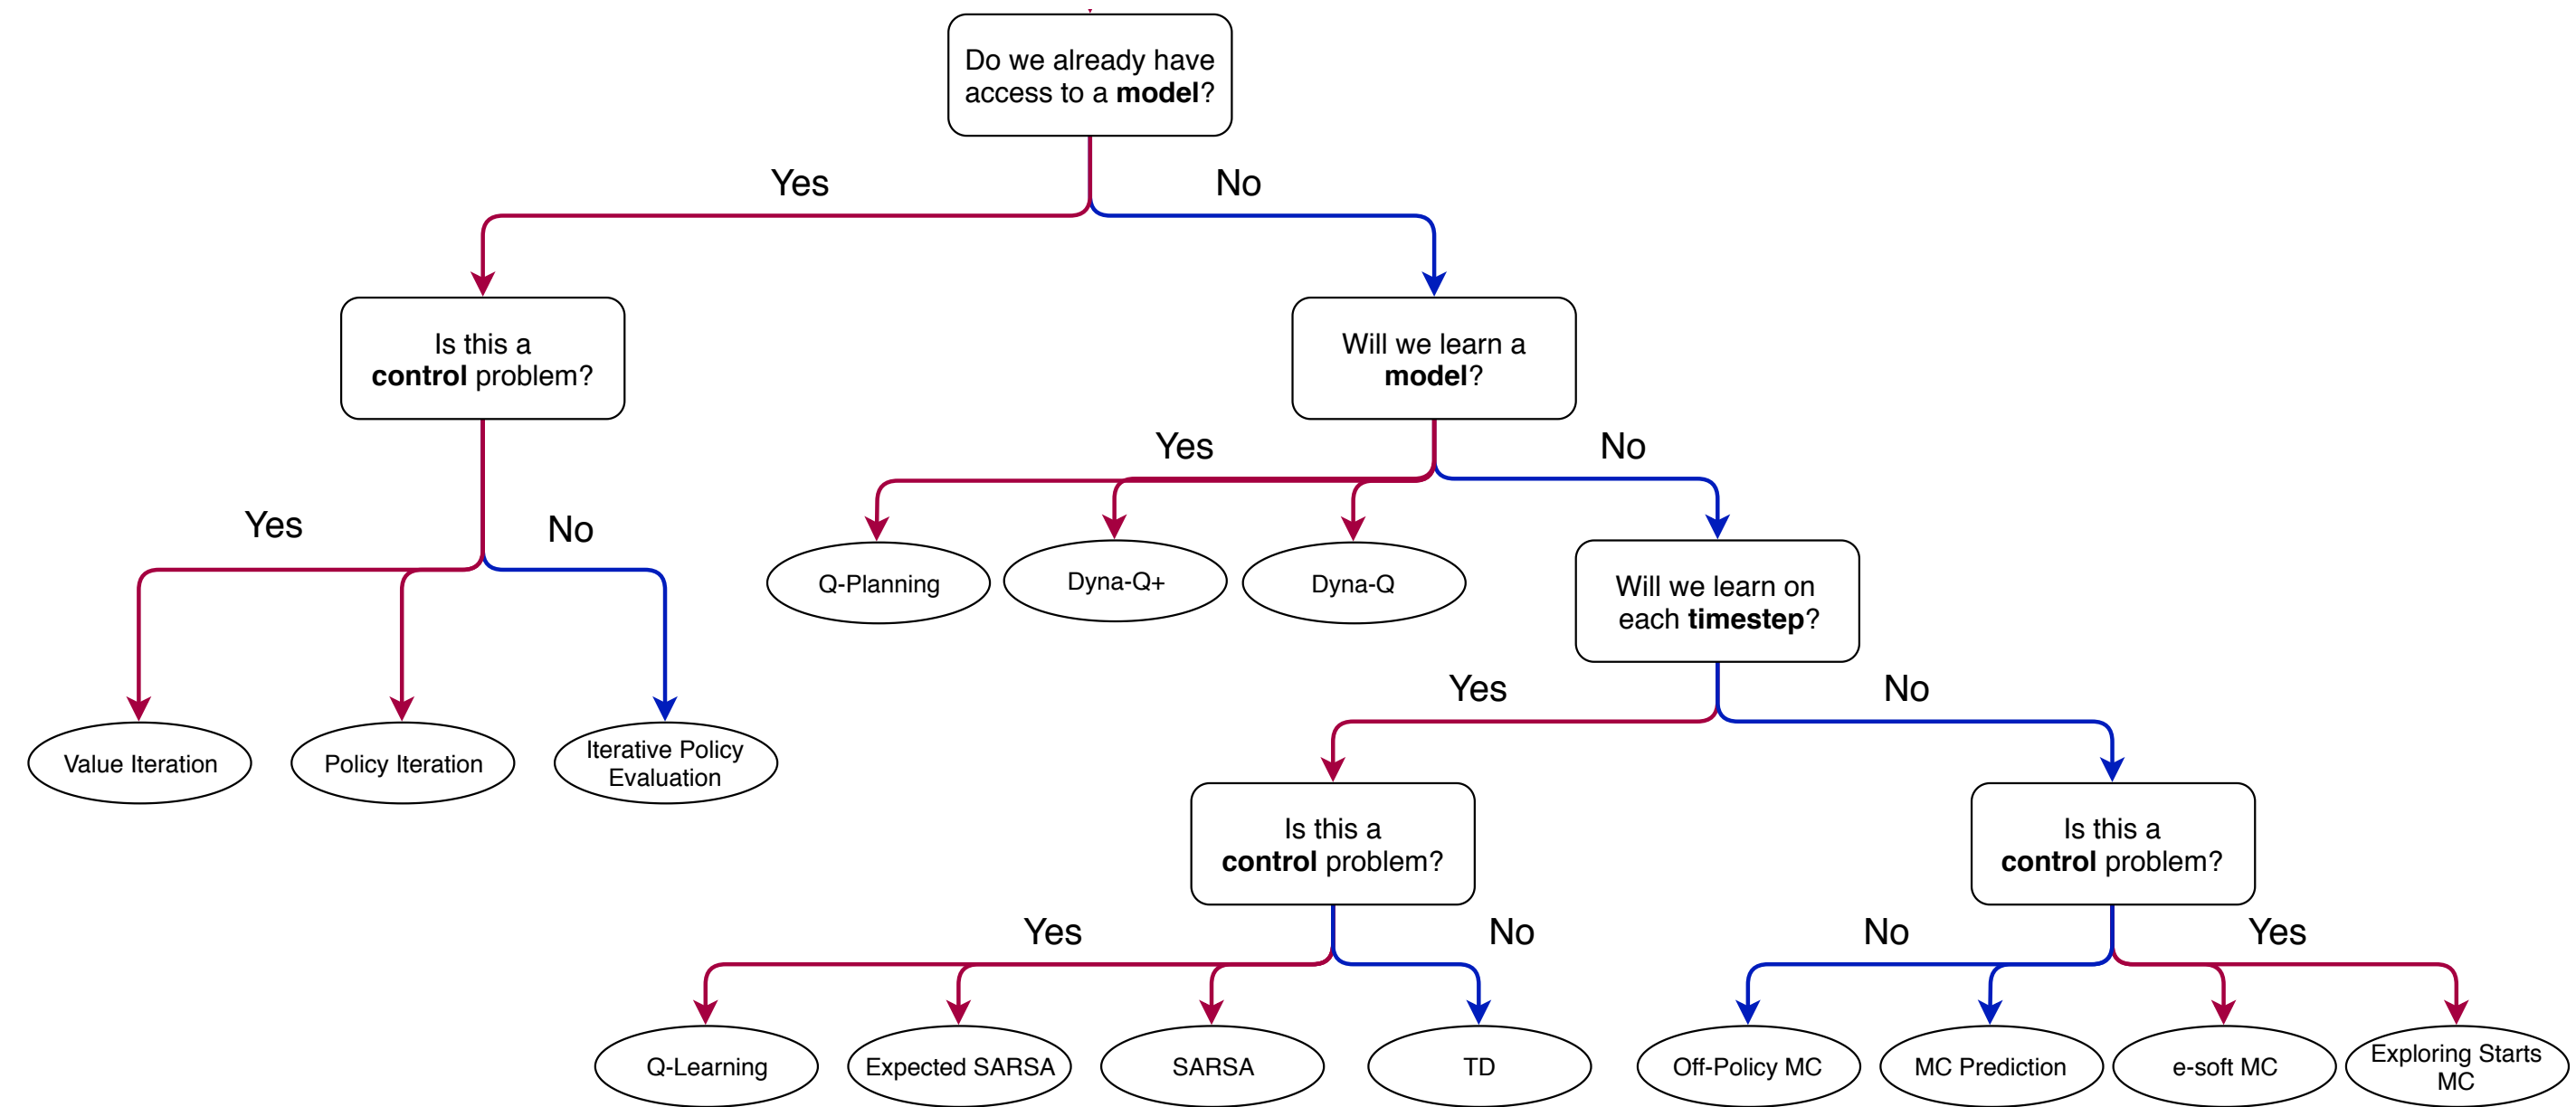 Do we already have
access to a model?
Yes
No
Is this a
control problem?
Will we learn a
model?
Yes
No
Yes
No
Q-Planning
Dyna-Q+
Dyna-Q
Will we learn on
each timestep?
Yes
No
Value Iteration
Policy Iteration
Iterative Policy
Evaluation
Is this a
control problem?
Is this a
control problem?
Yes
No
No
Yes
Q-Learning
Expected SARSA
SARSA
TD
Off-Policy MC
MC Prediction
e-soft MC
Exploring Starts
MC